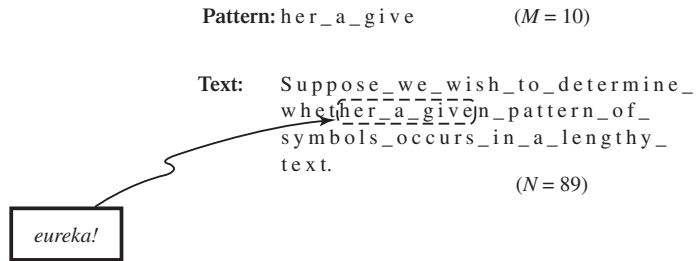 Pattern: her_a_give (M = 10)
Text: Suppose_we_wish_to_determine_
whether_a_given_pattern_of_
symbols_occurs_in_a_lengthy_
text.
(N = 89)
eureka!